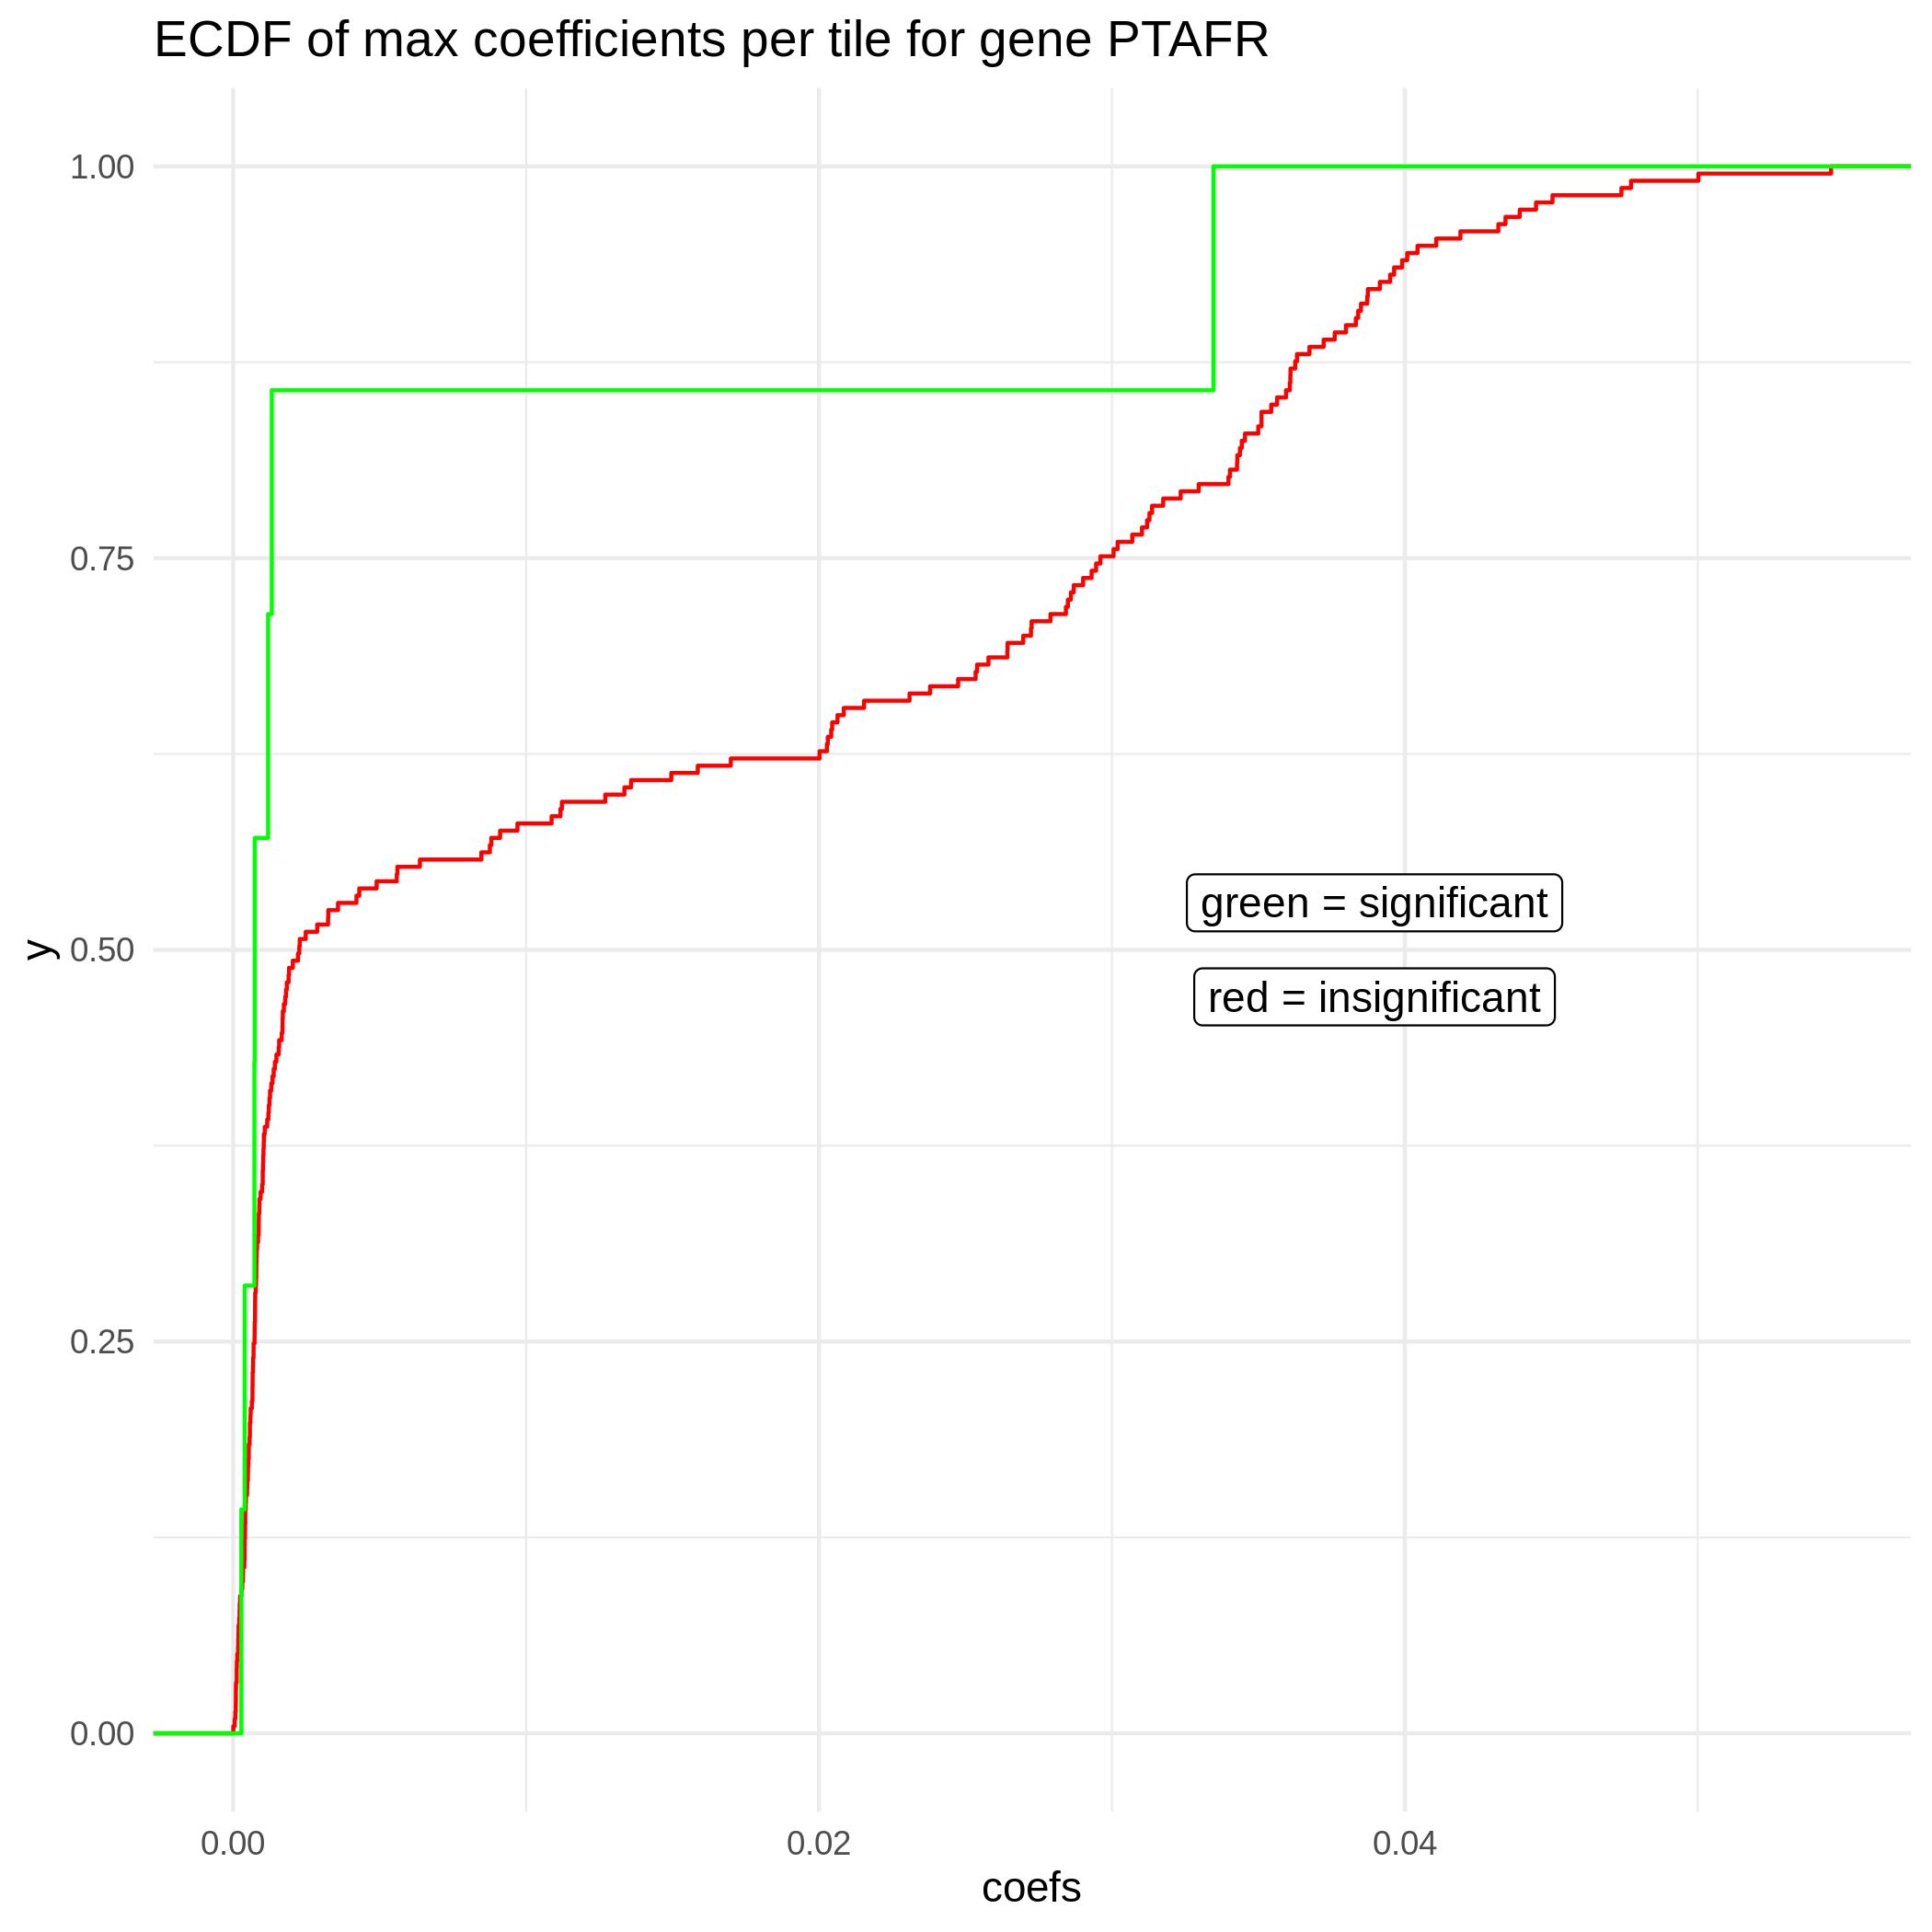 ECDF of max coefficients per tile for gene PTAFR
1.00
0.75
0.50
0.25
0.00
y
green = significant
red = insignificant
0.00 0.02 0.04
coefs